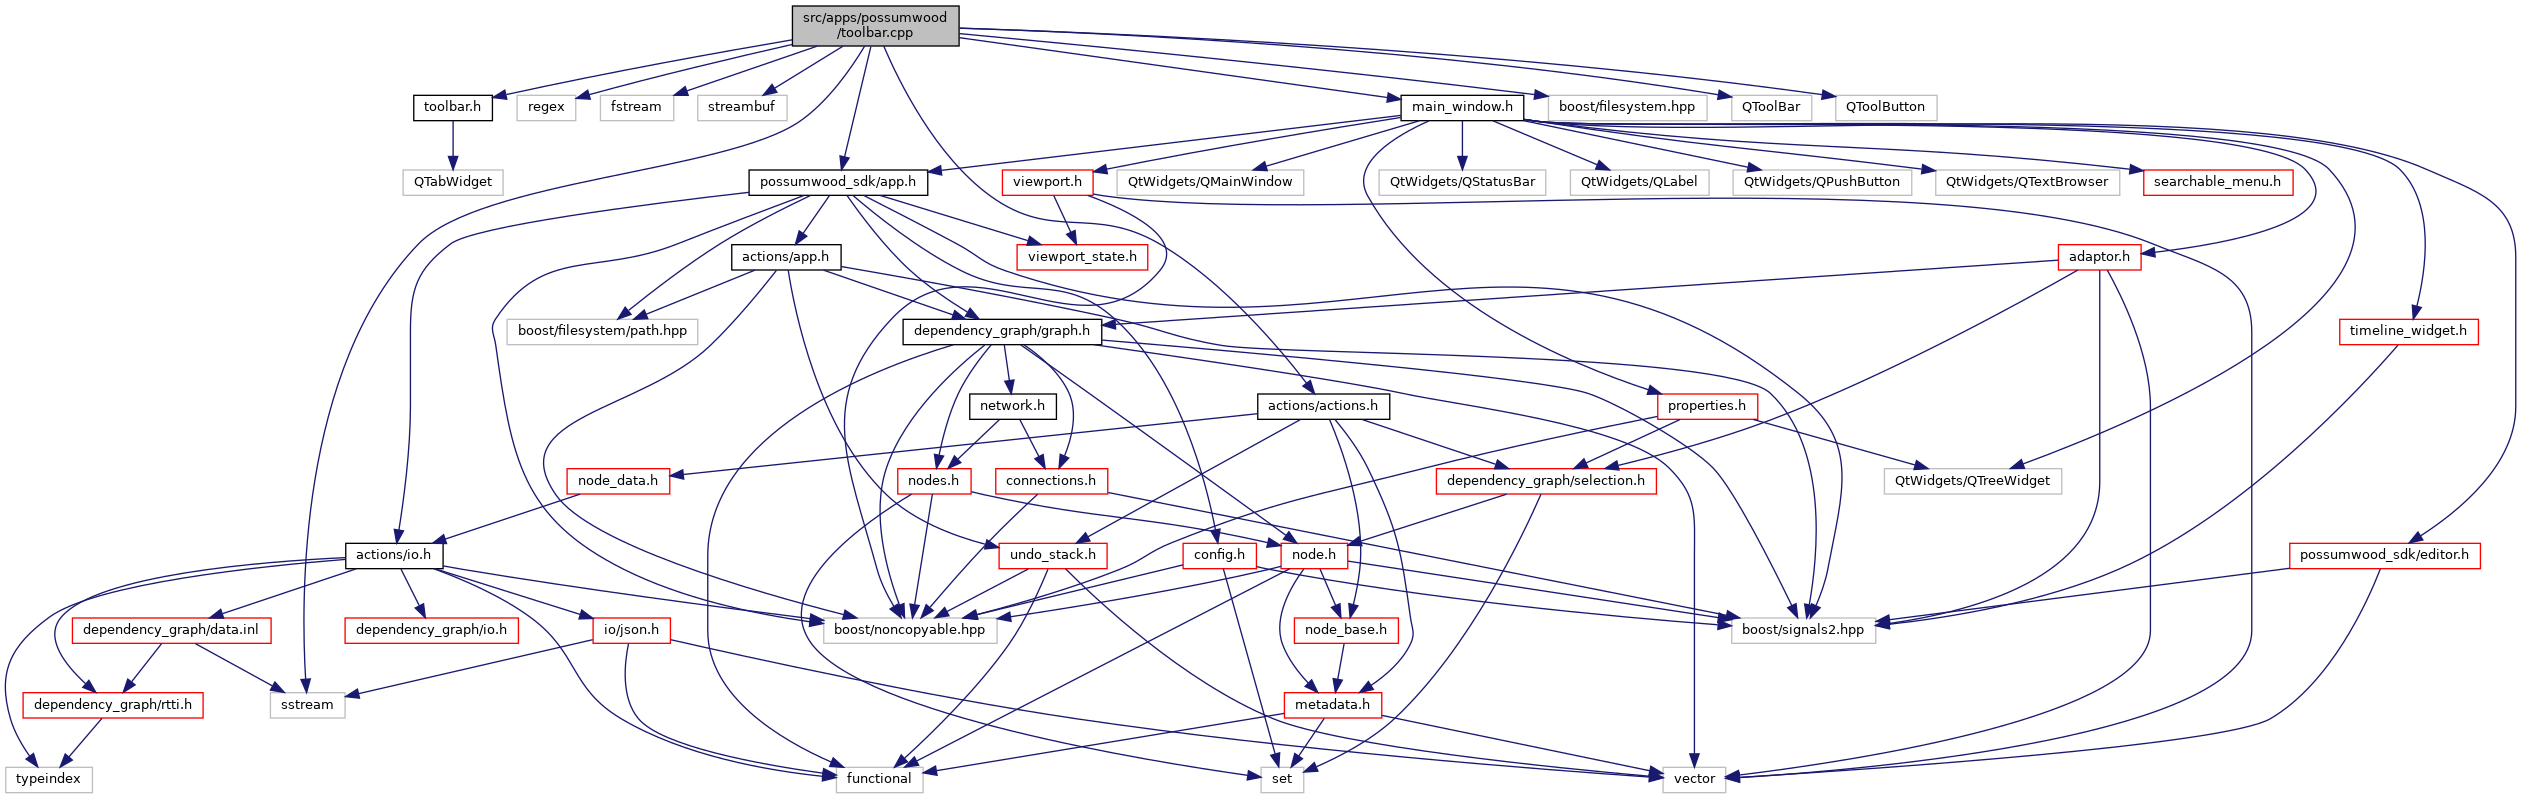 src/apps/possumwood
/toolbar.cpp
toolbar.h
regex
fstream
streambuf
main_window.h
boost/filesystem.hpp
QToolBar
QToolButton
QTabWidget
possumwood_sdk/app.h
viewport.h
QtWidgets/QMainWindow
QtWidgets/QStatusBar
QtWidgets/QLabel
QtWidgets/QPushButton
QtWidgets/QTextBrowser
searchable_menu.h
actions/app.h
viewport_state.h
adaptor.h
boost/filesystem/path.hpp
dependency_graph/graph.h
timeline_widget.h
network.h
actions/actions.h
properties.h
node_data.h
nodes.h
connections.h
dependency_graph/selection.h
QtWidgets/QTreeWidget
actions/io.h
undo_stack.h
config.h
node.h
possumwood_sdk/editor.h
dependency_graph/data.inl
dependency_graph/io.h
io/json.h
boost/noncopyable.hpp
node_base.h
boost/signals2.hpp
dependency_graph/rtti.h
sstream
metadata.h
typeindex
functional
set
vector